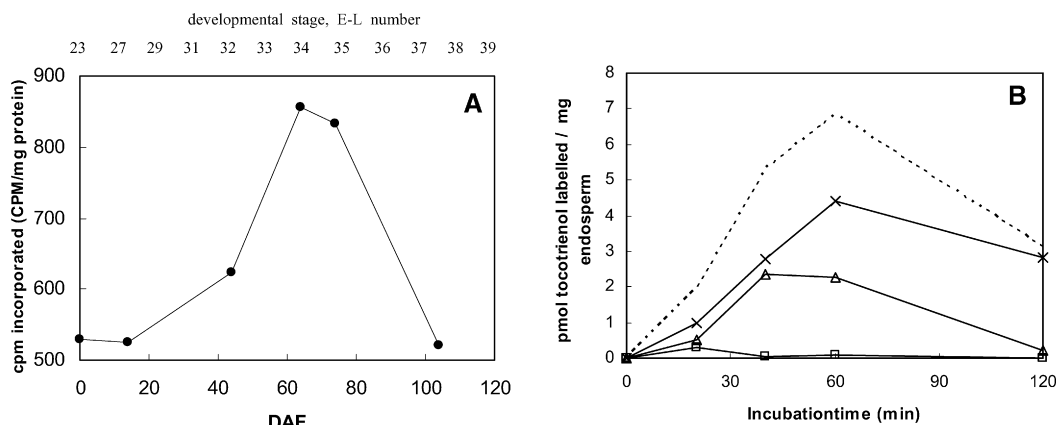 developmental stage, E-L number
23 27 29 31 32 33 34 35 36 37 38 39
900
800
700
600
500
cpm incorporated (CPM/mg protein)
A
0 20 40 60 80 100 120
8
7
6
5
4
3
2
1
0
pmol tocotrienol labelled / mg
endosperm
B
0 30 60 90 120
Incubationtime (min)